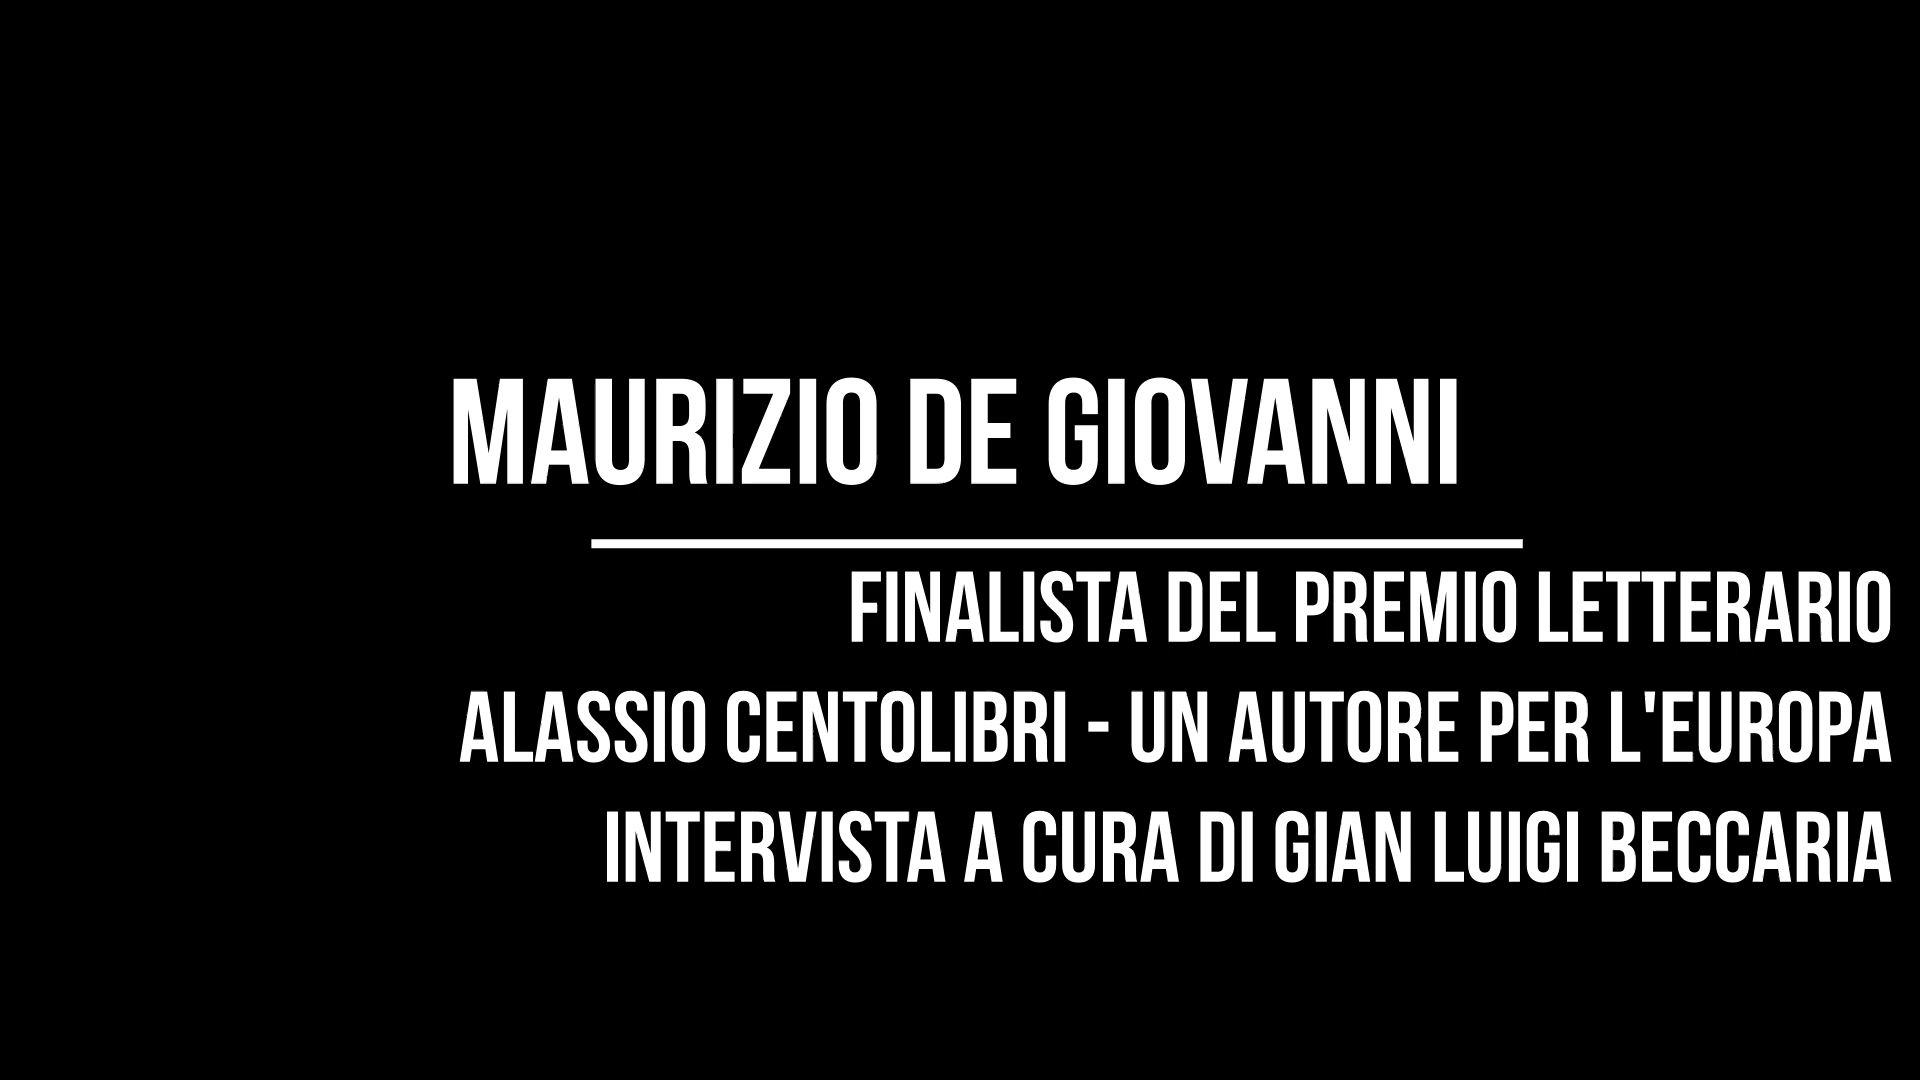 MAURIZIO DE GIOVANNI
FINALISTA DEL PREMIO LETTERARIO
ALASSIO CENTOLIBRI - UN AUTORE PER L'EUROPA
INTERVISTA A CURA DI GIAN LUIGI BECCARIA